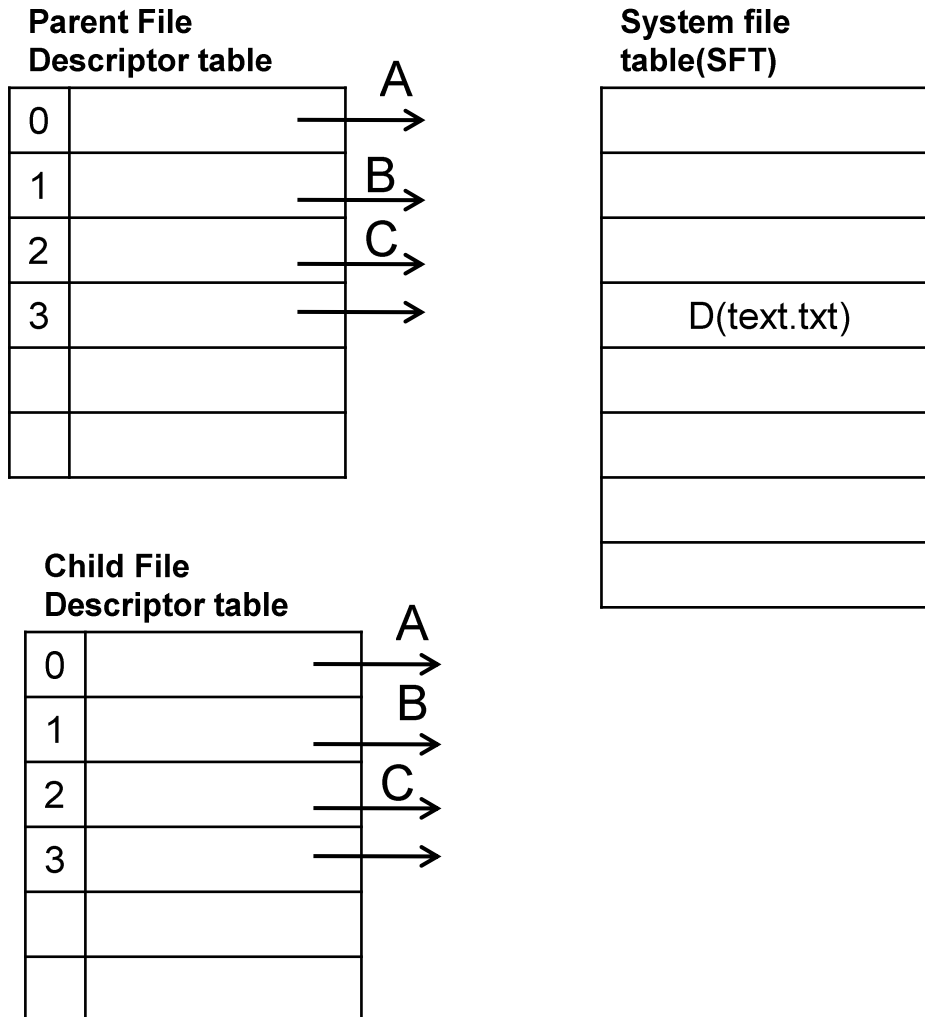 Parent File
Descriptor table
0
A
1
B
2
C
3
System file
table(SFT)
D(text.txt)
Child File
Descriptor table
0
A
1
B
2
C
3